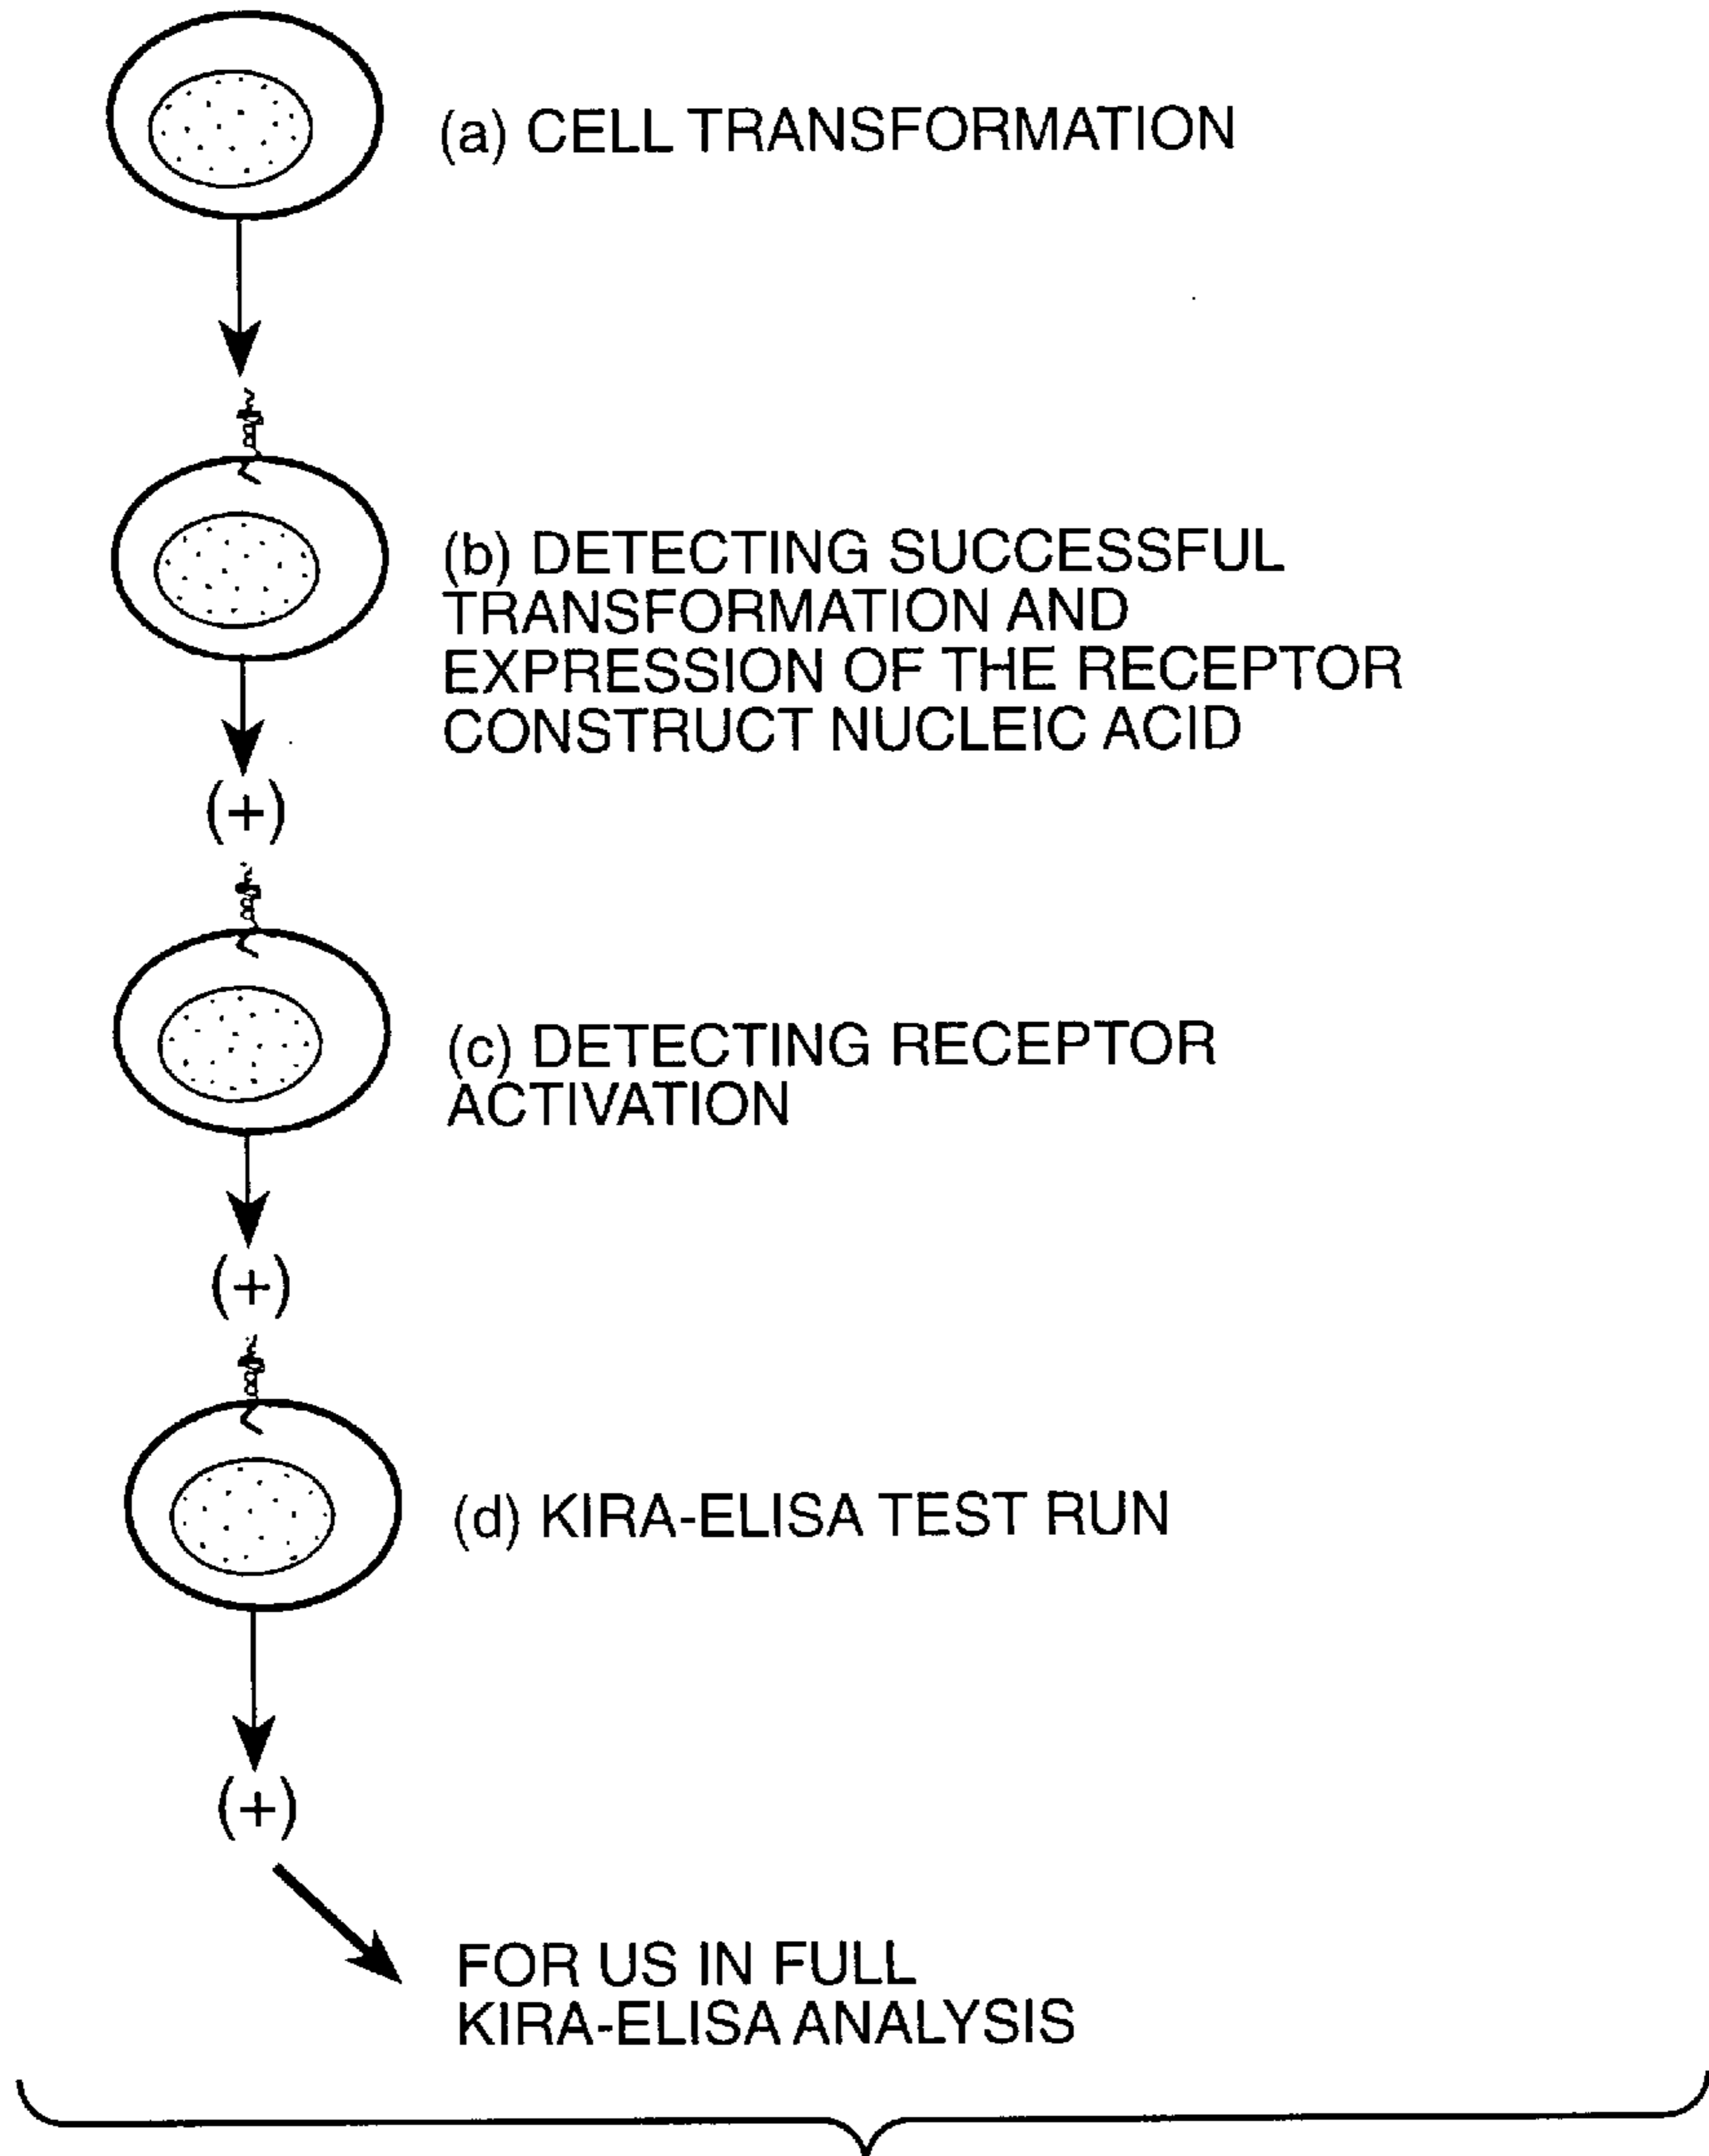 (a) CELL TRANSFORMATION
(b) DETECTING SUCCESSFUL
TRANSFORMATION AND
EXPRESSION OF THE RECEPTOR
CONSTRUCT NUCLEIC ACID
(+)
(c) DETECTING RECEPTOR
ACTIVATION
(+)
(d) KIRA-ELISA TEST RUN
(+)
FOR US IN FULL
KIRA-ELISA ANALYSIS